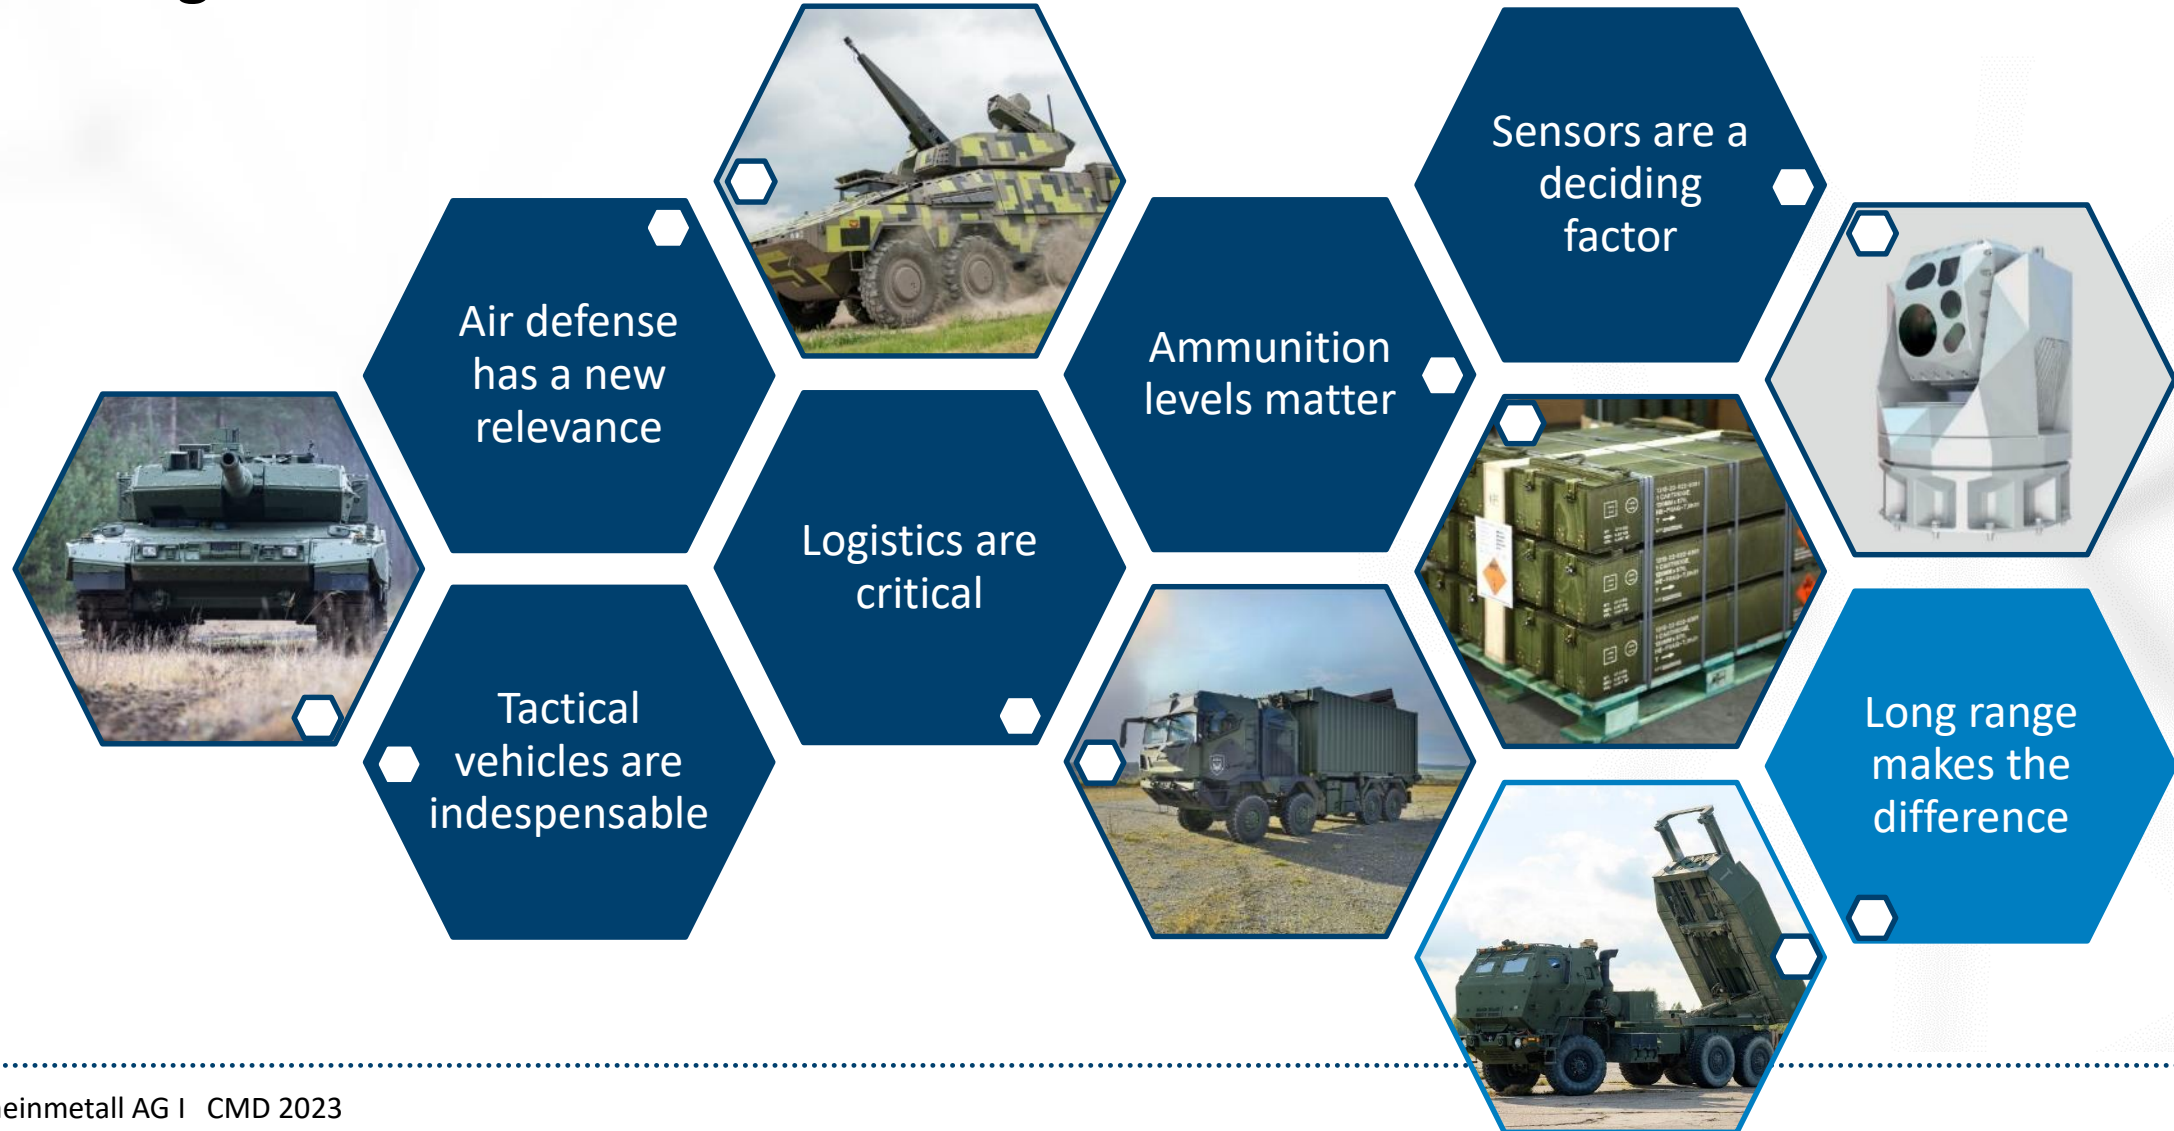 Sensors are a
deciding
factor
Air defense
has a new
relevance
Ammunition
levels matter
Logistics are
critical
Tactical
vehicles are
indespensable
Long range
makes the
difference
einmetall AG I CMD 2023